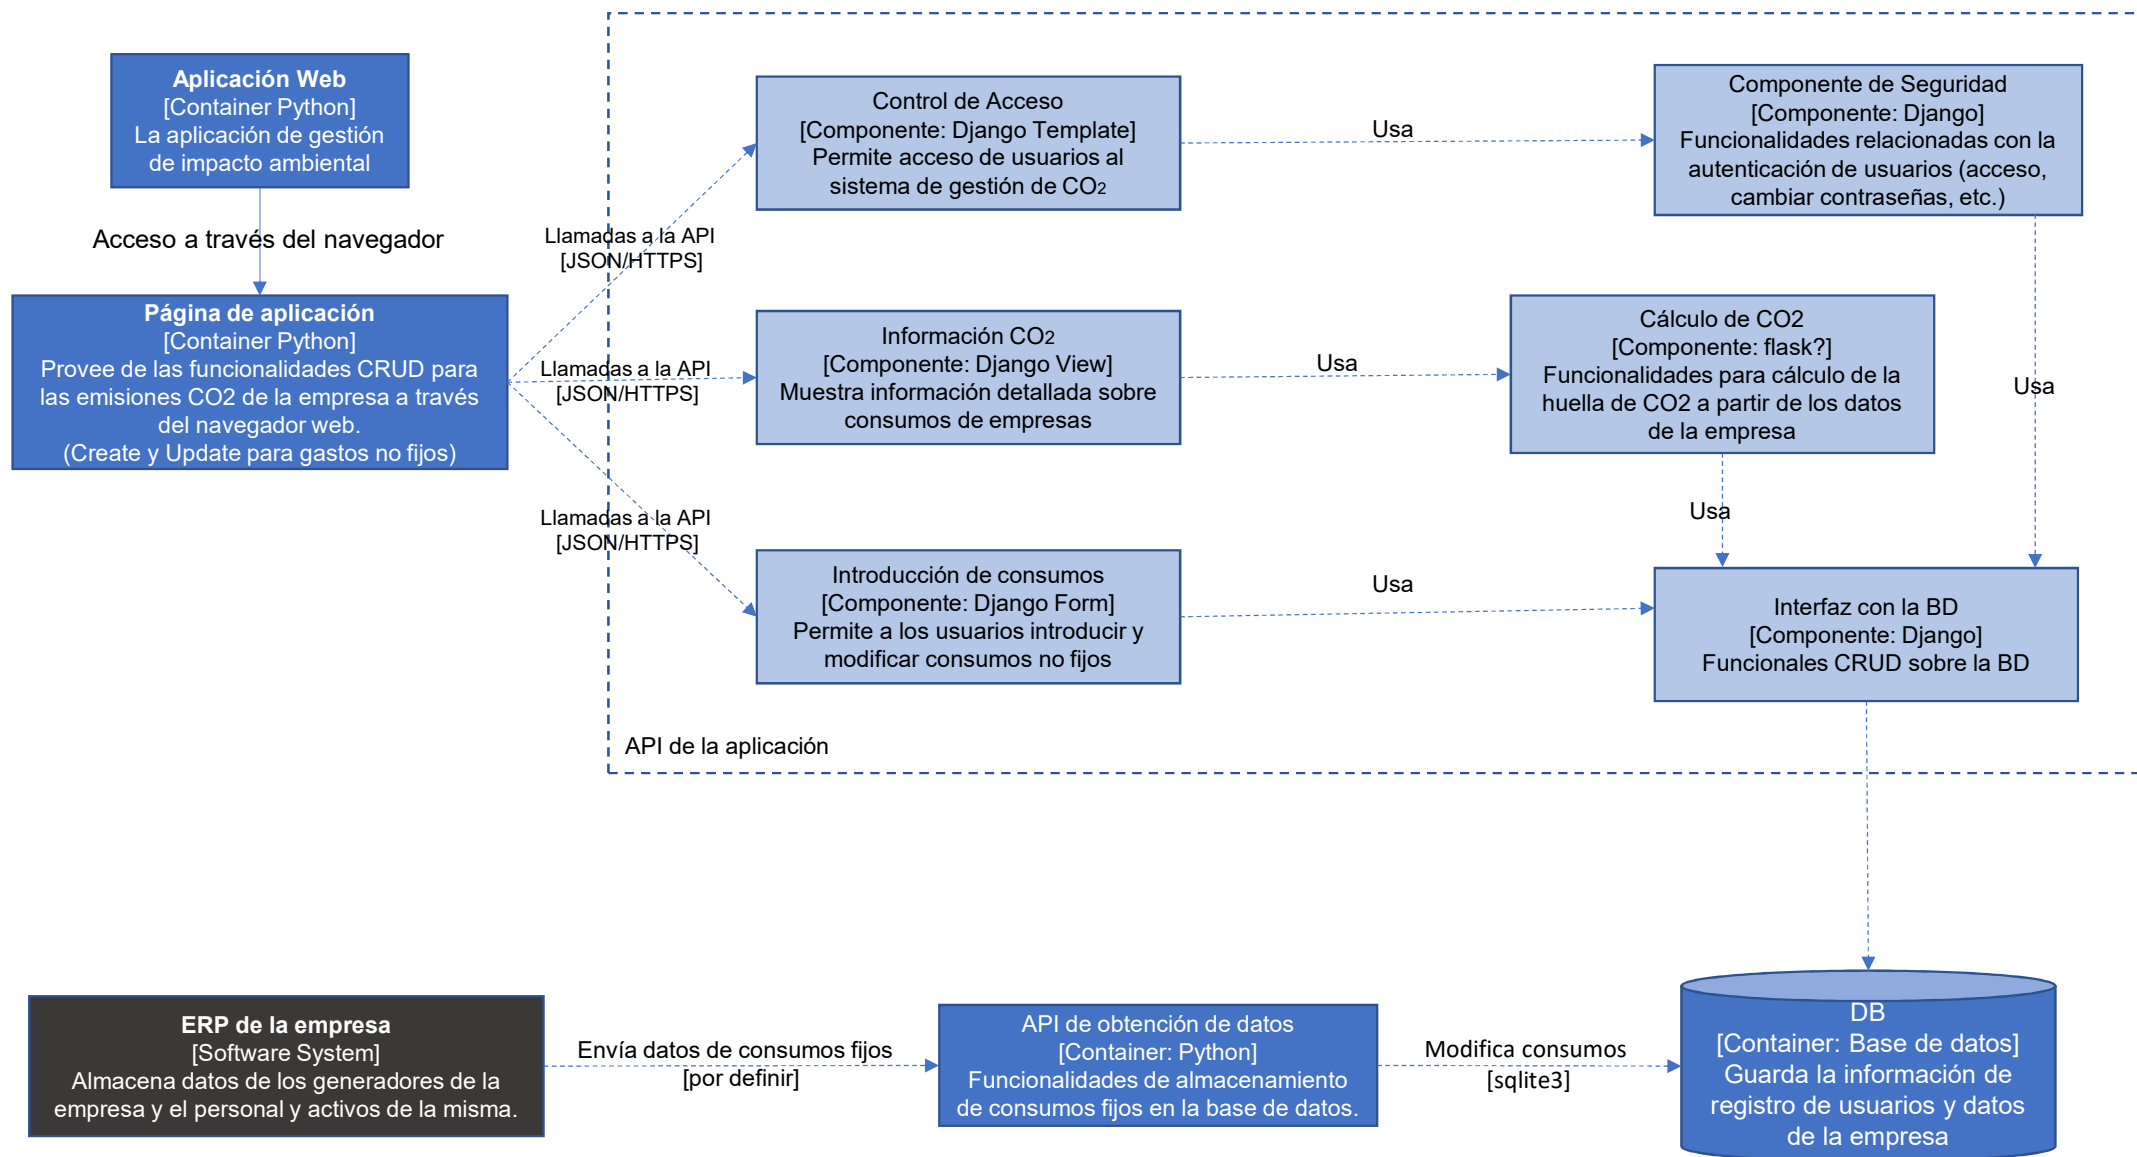 Aplicación Web
[Container Python]
La aplicación de gestión
de impacto ambiental
Acceso a través del navegador
Página de aplicación
[Container Python]
Provee de las funcionalidades CRUD para
las emisiones CO2 de la empresa a través
del navegador web.
(Create y Update para gastos no fijos)
Llamadas a la API
[JSON/HTTPS]
Llamadas a la API
[JSON/HTTPS]
Llamadas a la API
[JSON/HTTPS]
Control de Acceso
[Componente: Django Template]
Permite acceso de usuarios al
sistema de gestión de CO2
Usa
Componente de Seguridad
[Componente: Django]
Funcionalidades relacionadas con la
autenticación de usuarios (acceso,
cambiar contraseñas, etc.)
Información CO2
[Componente: Django View]
Muestra información detallada sobre
consumos de empresas
Usa
Cálculo de CO2
[Componente: flask?]
Funcionalidades para cálculo de la
huella de CO2 a partir de los datos
de la empresa
Usa
Usa
Introducción de consumos
[Componente: Django Form]
Permite a los usuarios introducir y
modificar consumos no fijos
Usa
Interfaz con la BD
[Componente: Django]
Funcionales CRUD sobre la BD
API de la aplicación
ERP de la empresa
[Software System]
Almacena datos de los generadores de la
empresa y el personal y activos de la misma.
Envía datos de consumos fijos
[por definir]
API de obtención de datos
[Container: Python]
Funcionalidades de almacenamiento
de consumos fijos en la base de datos.
Modifica consumos
[sqlite3]
DB
[Container: Base de datos]
Guarda la información de
registro de usuarios y datos
de la empresa